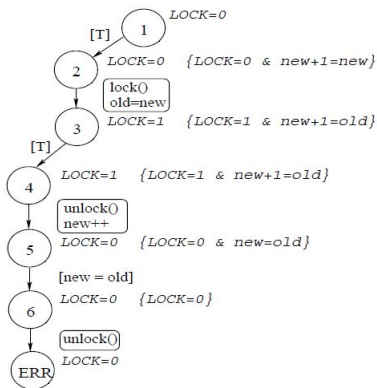 LOCK=0
1
[T]
2
LOCK=0 {LOCK=0 & new+1=new}
lock()
old=new
3
LOCK=1 {LOCK=1 & new+1=old}
[T]
4
LOCK=1 {LOCK=1 & new+1=old}
unlock()
new++
5
LOCK=0 {LOCK=0 & new=old}
[new = old]
6
LOCK=0 {LOCK=0}
unlock()
ERR
LOCK=0